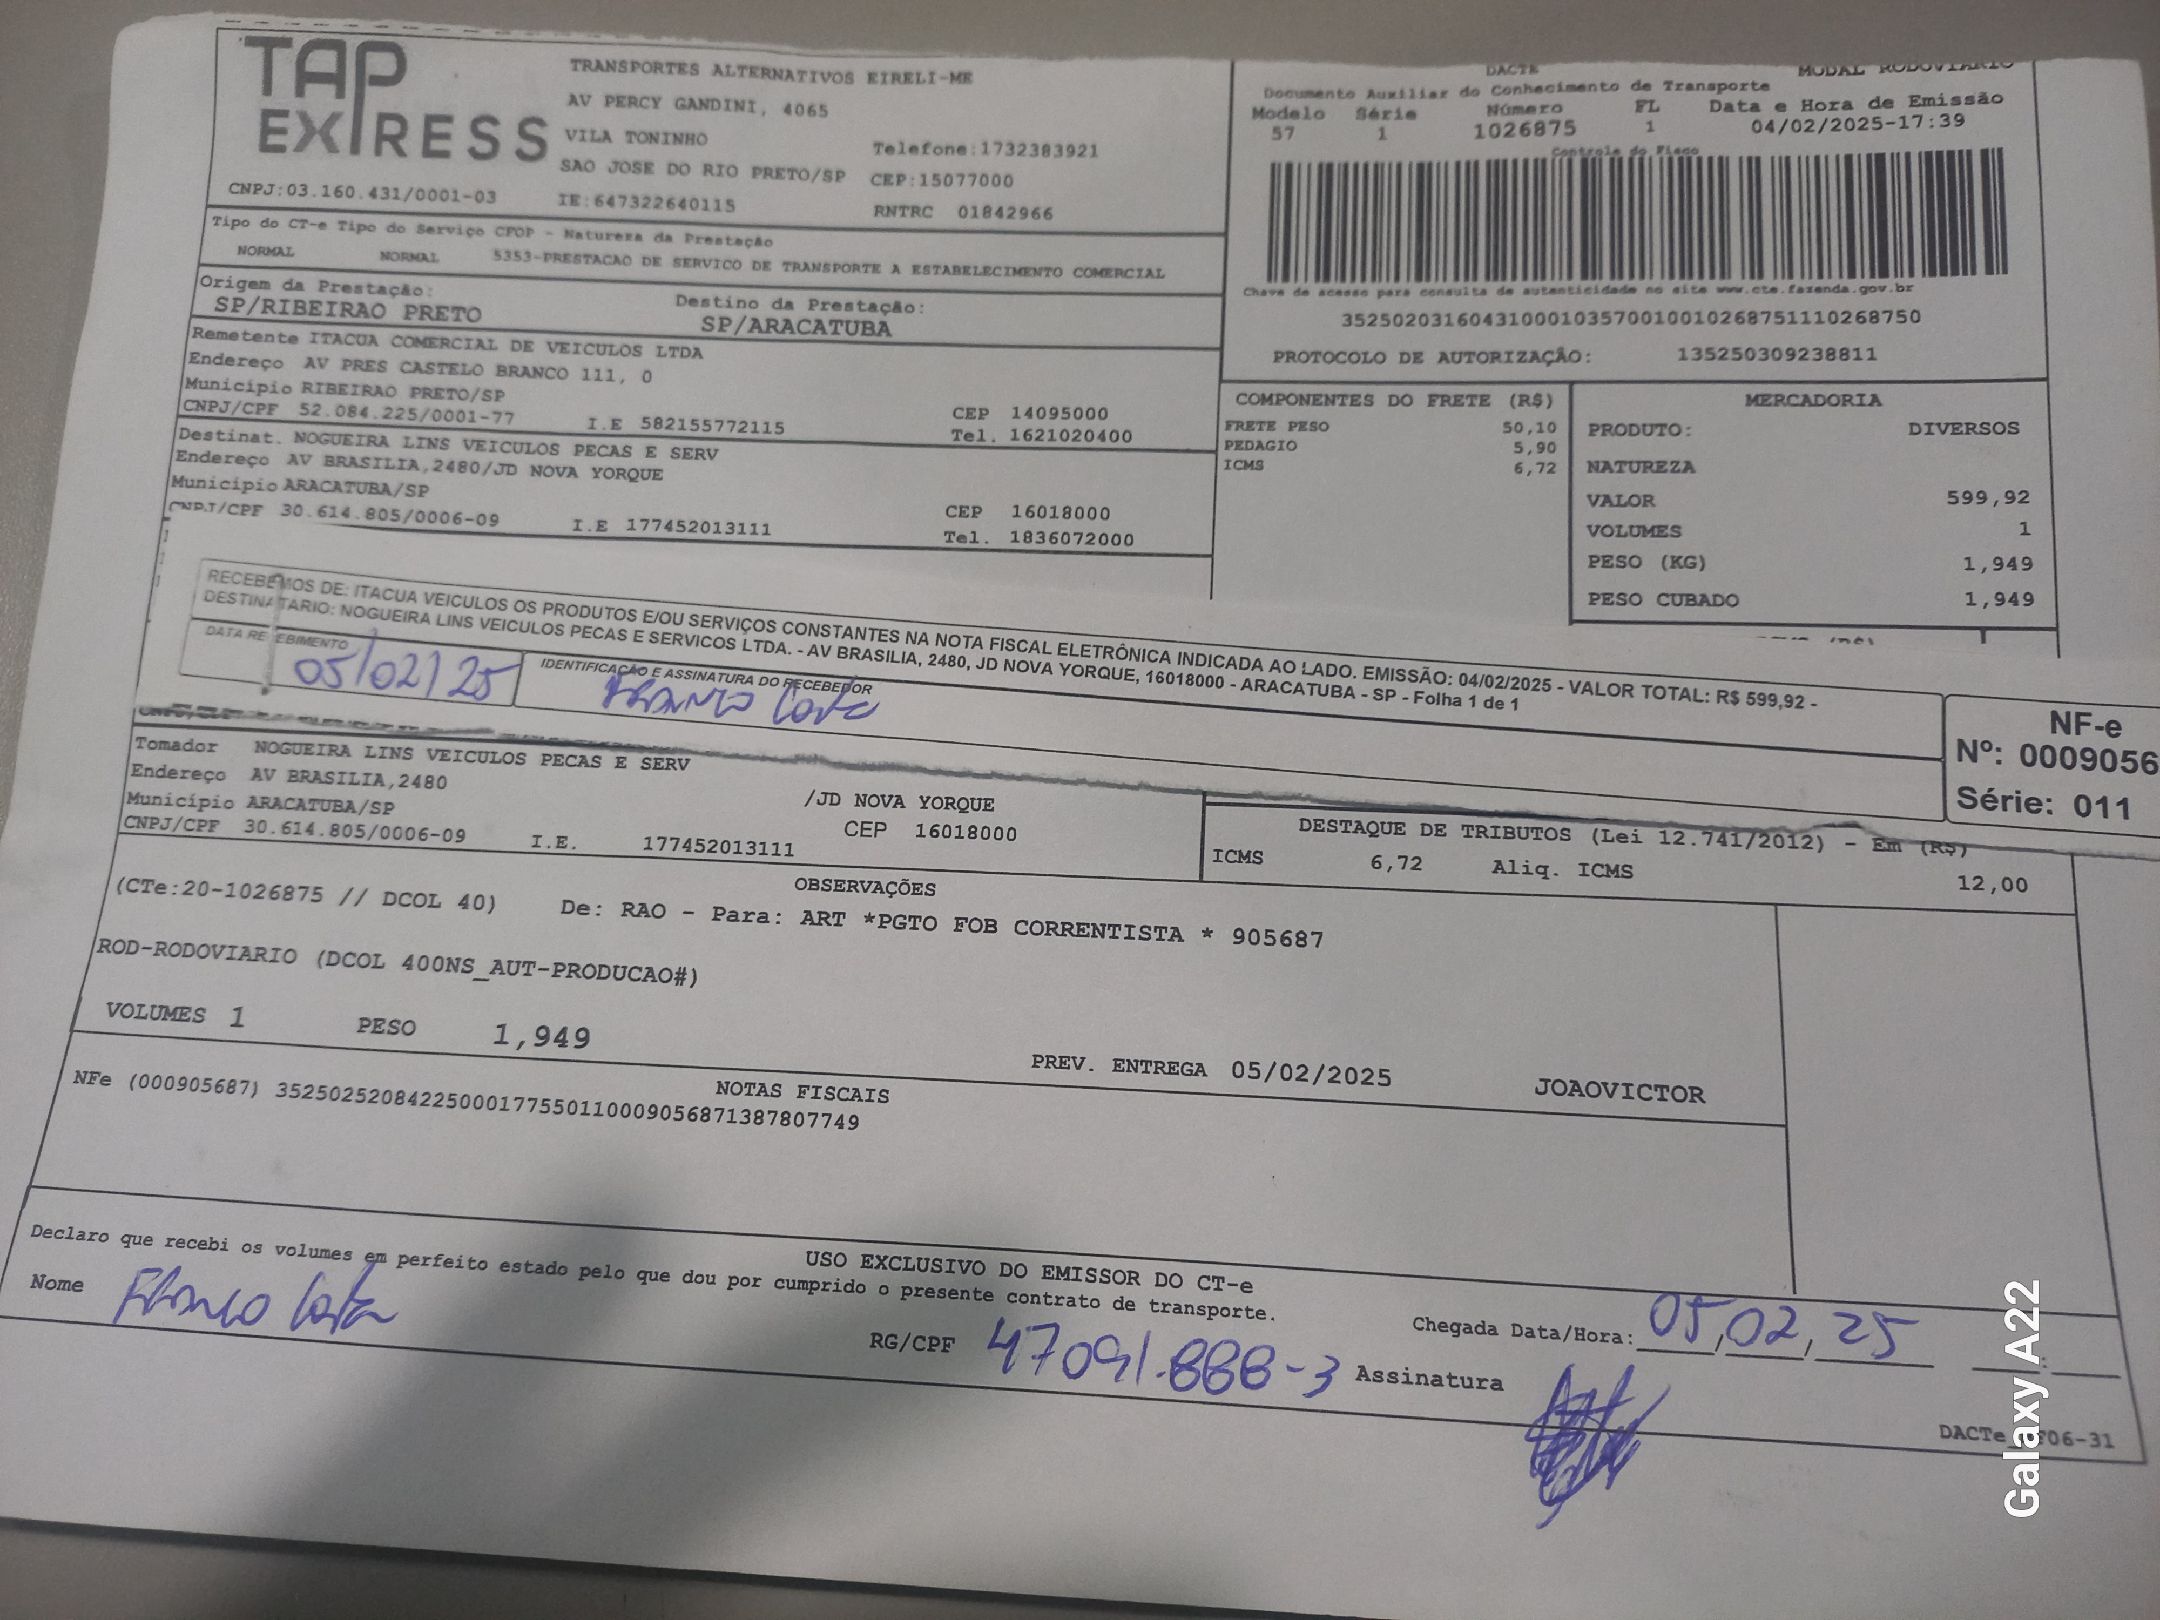 TAP EXPRESS
TRANSPORTES ALTERNATIVOS EIRELI-ME
AV PERCY GANDINI, 4065
VILA TONINHO
Telefone:1732383921
SAO JOSE DO RIO PRETO/SP CEP:15077000
CNPJ:03.160.431/0001-03 IE:647322640115 RNTRC 01842966
Tipo do CT-e Tipo do Serviço CFOP - Natureza da Prestação
NORMAL NORMAL 5353-PRESTACAO DE SERVICO DE TRANSPORTE A ESTABELECIMENTO COMERCIAL
Origem da Prestação: Destino da Prestação:
SP/RIBEIRAO PRETO SP/ARACATUBA
Remetente ITACUA COMERCIAL DE VEICULOS LTDA
Endereço AV PRES CASTELO BRANCO 111, 0
Município RIBEIRAO PRETO/SP CEP 14095000
CNPJ/CPF 52.084.225/0001-77 I.E 582155772115 Tel. 1621020400
Destinat. NOGUEIRA LINS VEICULOS PECAS E SERV
Endereço AV BRASILIA,2480/JD NOVA YORQUE
Município ARACATUBA/SP CEP 16018000
CNPJ/CPF 30.614.805/0006-09 I.E 177452013111 Tel. 1836072000
DACTE MODAL RODOVIARIO
Documento Auxiliar do Conhecimento de Transporte
Modelo Série Número FL Data e Hora de Emissão
57 1 1026875 1 04/02/2025-17:39
Controle do Fisco
Chave de acesso para consulta de autenticidade no site www.cte.fazenda.gov.br
35250203160431000103570010010268751110268750
PROTOCOLO DE AUTORIZAÇÃO: 135250309238811
COMPONENTES DO FRETE (R$)
FRETE PESO 50,10
PEDAGIO 5,90
ICMS 6,72
MERCADORIA
PRODUTO: DIVERSOS
NATUREZA
VALOR 599,92
VOLUMES 1
PESO (KG) 1,949
PESO CUBADO 1,949
RECEBEMOS DE: ITACUA VEICULOS OS PRODUTOS E/OU SERVIÇOS CONSTANTES NA NOTA FISCAL ELETRÔNICA INDICADA AO LADO. EMISSÃO: 04/02/2025 - VALOR TOTAL: R$ 599,92 -
DESTINATARIO: NOGUEIRA LINS VEICULOS PECAS E SERVICOS LTDA. - AV BRASILIA, 2480, JD NOVA YORQUE, 16018000 - ARACATUBA - SP - Folha 1 de 1
DATA RECEBIMENTO IDENTIFICAÇÃO E ASSINATURA DO RECEBEDOR
05/02/25
NF-e
Nº: 0009056
Série: 011
Tomador NOGUEIRA LINS VEICULOS PECAS E SERV
Endereço AV BRASILIA,2480 /JD NOVA YORQUE
Município ARACATUBA/SP CEP 16018000
CNPJ/CPF 30.614.805/0006-09 I.E. 177452013111
DESTAQUE DE TRIBUTOS (Lei 12.741/2012) - Em (R$)
ICMS 6,72 Aliq. ICMS 12,00
OBSERVAÇÕES
(CTe:20-1026875 // DCOL 40) De: RAO - Para: ART *PGTO FOB CORRENTISTA * 905687
ROD-RODOVIARIO (DCOL 400NS_AUT-PRODUCAO#)
VOLUMES 1 PESO 1,949 PREV. ENTREGA 05/02/2025 JOAOVICTOR
NOTAS FISCAIS
NFe (000905687) 35250252084225000177550110009056871387807749
USO EXCLUSIVO DO EMISSOR DO CT-e
Declaro que recebi os volumes em perfeito estado pelo que dou por cumprido o presente contrato de transporte.
Nome RG/CPF 47091.888-3 Assinatura Chegada Data/Hora: 05,02,25
Galaxy A22